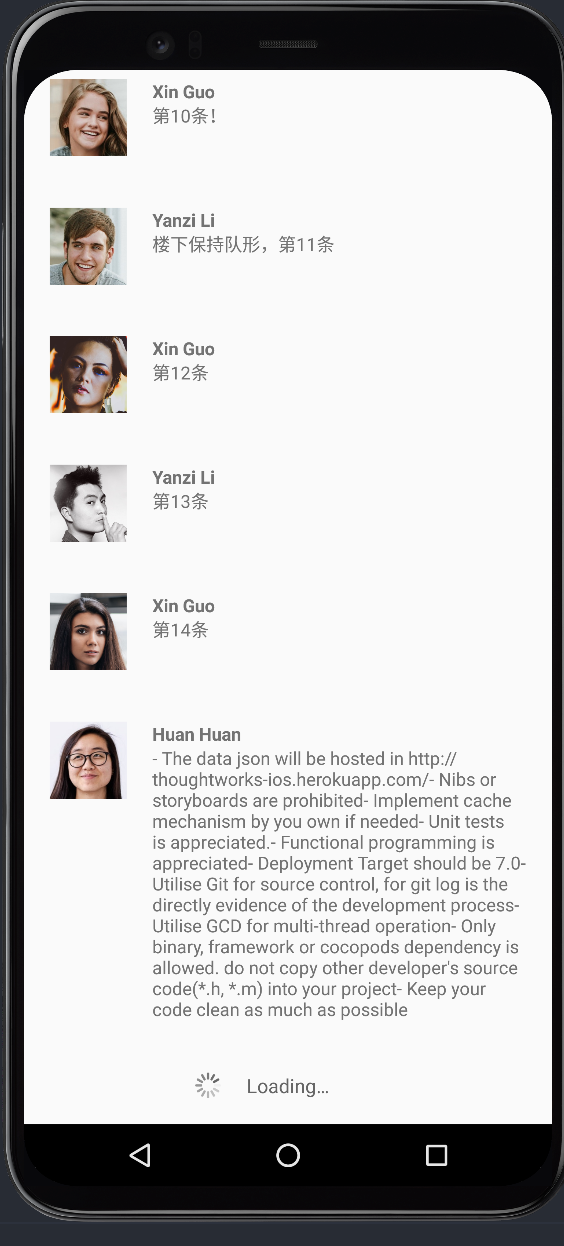 Xin Guo
第10条!
Yanzi Li
楼下保持队形，第11条
Xin Guo
第12条
Yanzi Li
第13条
Xin Guo
第14条
Huan Huan
- The data json will be hosted in http://
thoughtworks-ios.herokuapp.com/- Nibs or
storyboards are prohibited- Implement cache
mechanism by you own if needed- Unit tests
is appreciated.- Functional programming is
appreciated- Deployment Target should be 7.0-
Utilise Git for source control, for git log is the
directly evidence of the development process-
Utilise GCD for multi-thread operation- Only
binary, framework or cocopods dependency is
allowed. do not copy other developer's source
code(*.h, *.m) into your project- Keep your
code clean as much as possible
Loading...